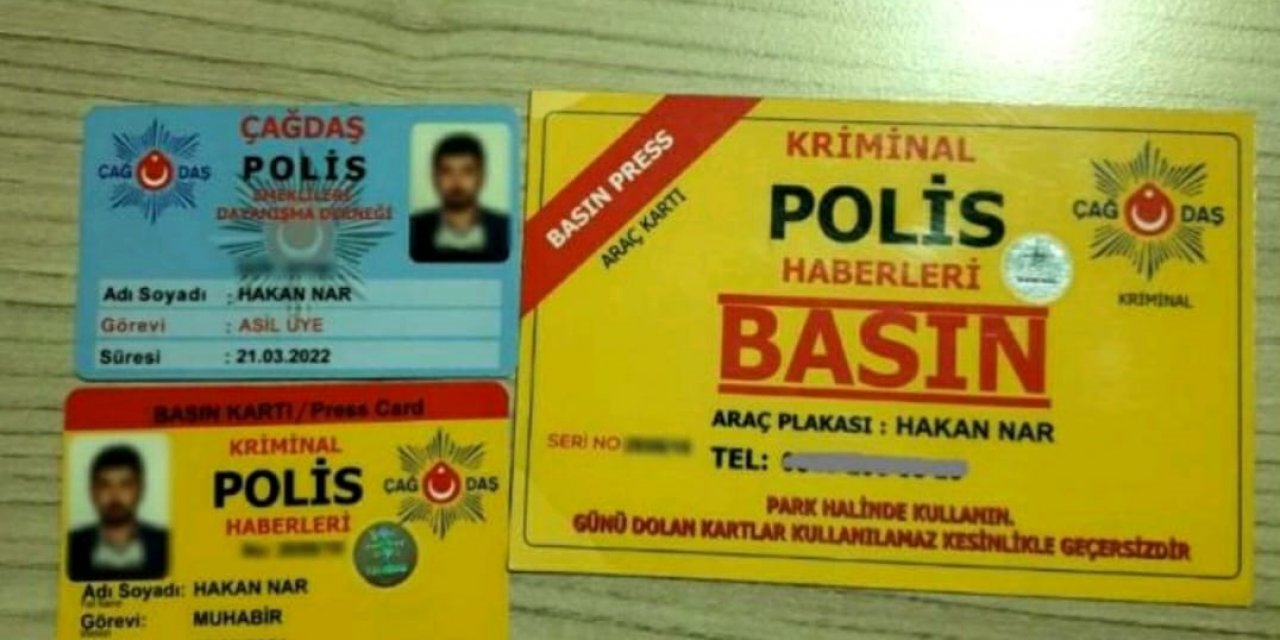 ÇAĞDAŞ
POLİS
EMEKLİLERİ
DAYANIŞMA DERNEĞİ
ÇAĞ DAŞ
Adı Soyadı : HAKAN NAR
Görevi : ASİL ÜYE
Süresi : 21.03.2022
BASIN KARTI / Press Card
KRİMİNAL
POLİS
HABERLERİ
ÇAĞ DAŞ
Adı Soyadı: HAKAN NAR
Görevi: MUHABİR
BASIN PRESS
ARAÇ KARTI
KRİMİNAL
POLİS
HABERLERİ
ÇAĞ DAŞ
KRİMİNAL
BASIN
ARAÇ PLAKASI : HAKAN NAR
SERİ NO
TEL:
PARK HALİNDE KULLANIN.
GÜNÜ DOLAN KARTLAR KULLANILAMAZ KESİNLİKLE GEÇERSİZDİR